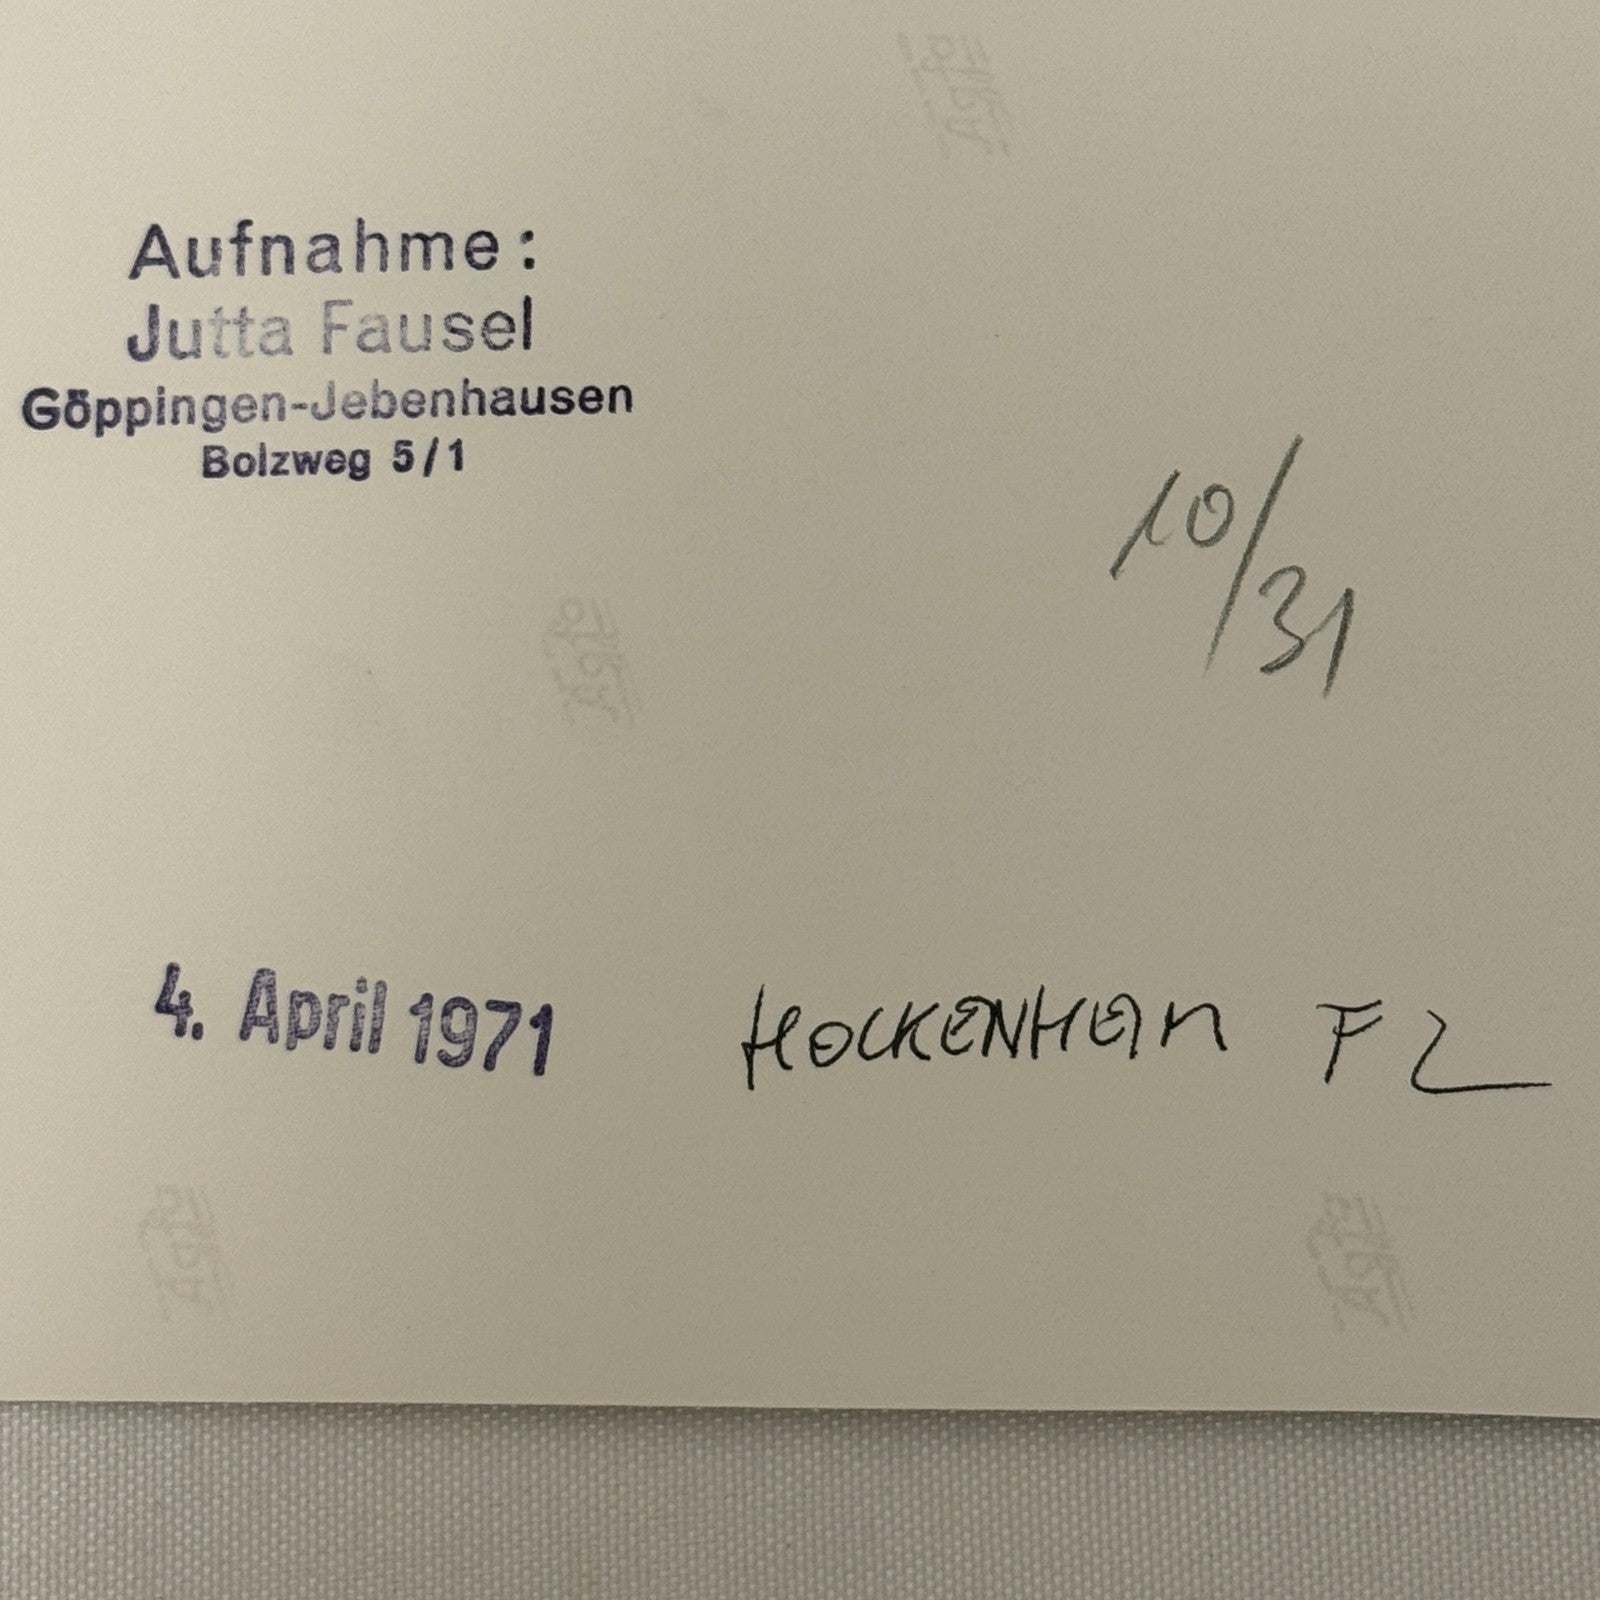 Aufnahme:
Jutta Fausel
Göppingen-Jebenhausen
Bolzweg 5/1
10/31
4. April 1971 HOCKENHEIM F2